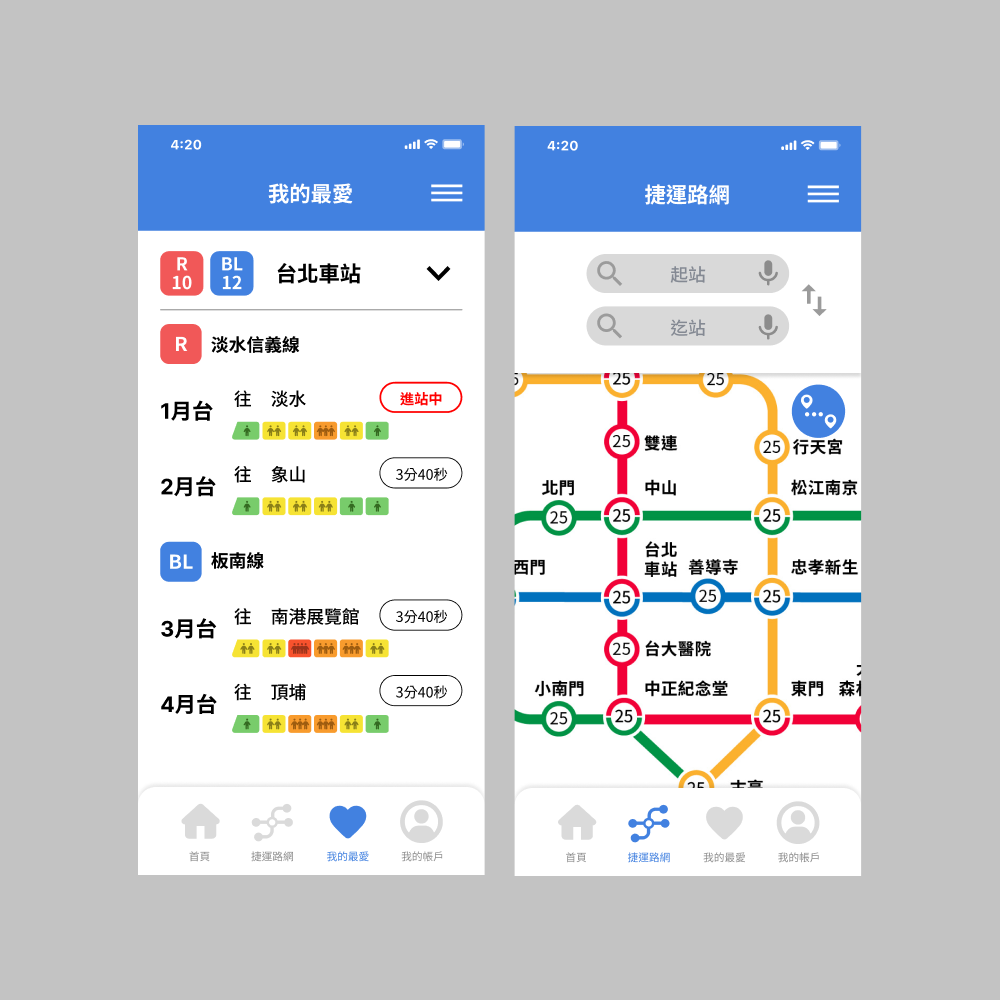 4:20
我的最愛
R
10
BL
12
台北車站
R
淡水信義線
1月台
往 淡水
進站中
2月台
往 象山
3分40秒
BL
板南線
3月台
往 南港展覽館
3分40秒
4月台
往 頂埔
3分40秒
首頁
捷運路網
我的最愛
我的帳戶
4:20
捷運路網
起站
迄站
25
25
25
雙連
25
行天宮
北門
中山
松江南京
25
25
25
西門
台北
車站
善導寺
忠孝新生
25
25
25
25
台大醫院
小南門
中正紀念堂
東門
25
25
25
25
首頁
捷運路網
我的最愛
我的帳戶